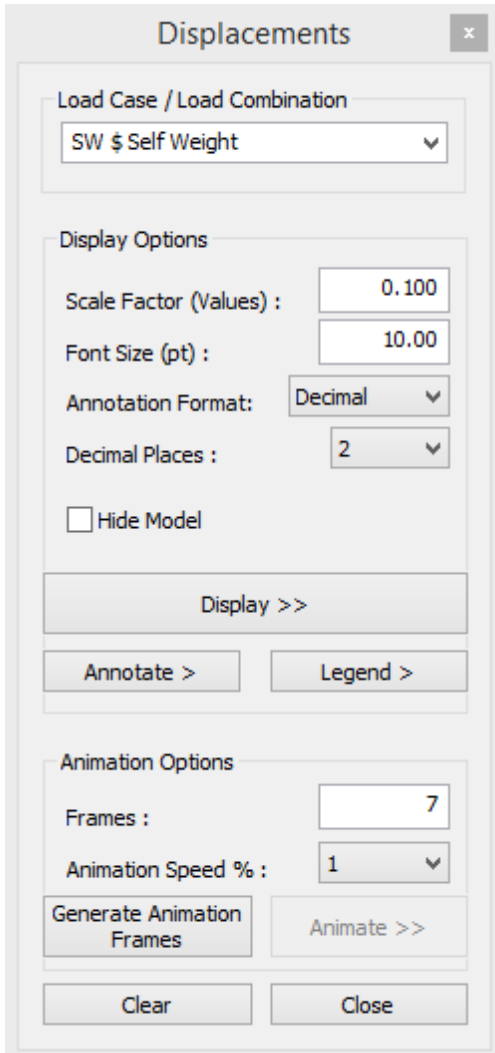 Displacements x
Load Case / Load Combination
SW $ Self Weight
Display Options
Scale Factor (Values) : 0.100
Font Size (pt) : 10.00
Annotation Format: Decimal
Decimal Places : 2
Hide Model
Display >>
Annotate > Legend >
Animation Options
Frames : 7
Animation Speed % : 1
Generate Animation
Frames
Animate >>
Clear Close